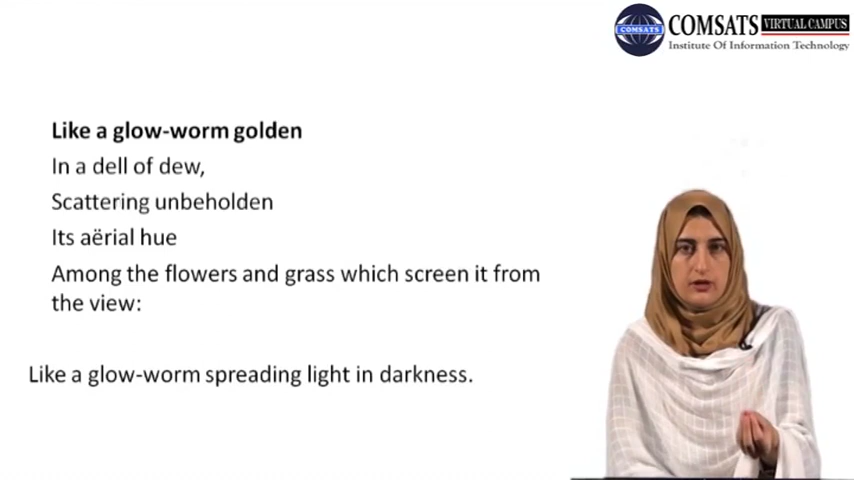 COMSATS VIRTUAL CAMPUS
Institute Of Information Technology
COMSATS
Like a glow-worm golden
In a dell of dew,
Scattering unbeholden
Its aërial hue
Among the flowers and grass which screen it from
the view:
Like a glow-worm spreading light in darkness.